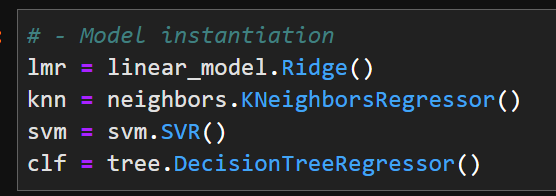 # - Model instantiation
lmr = linear_model.Ridge()
knn = neighbors.KNeighborsRegressor()
svm = svm.SVR()
clf = tree.DecisionTreeRegressor()